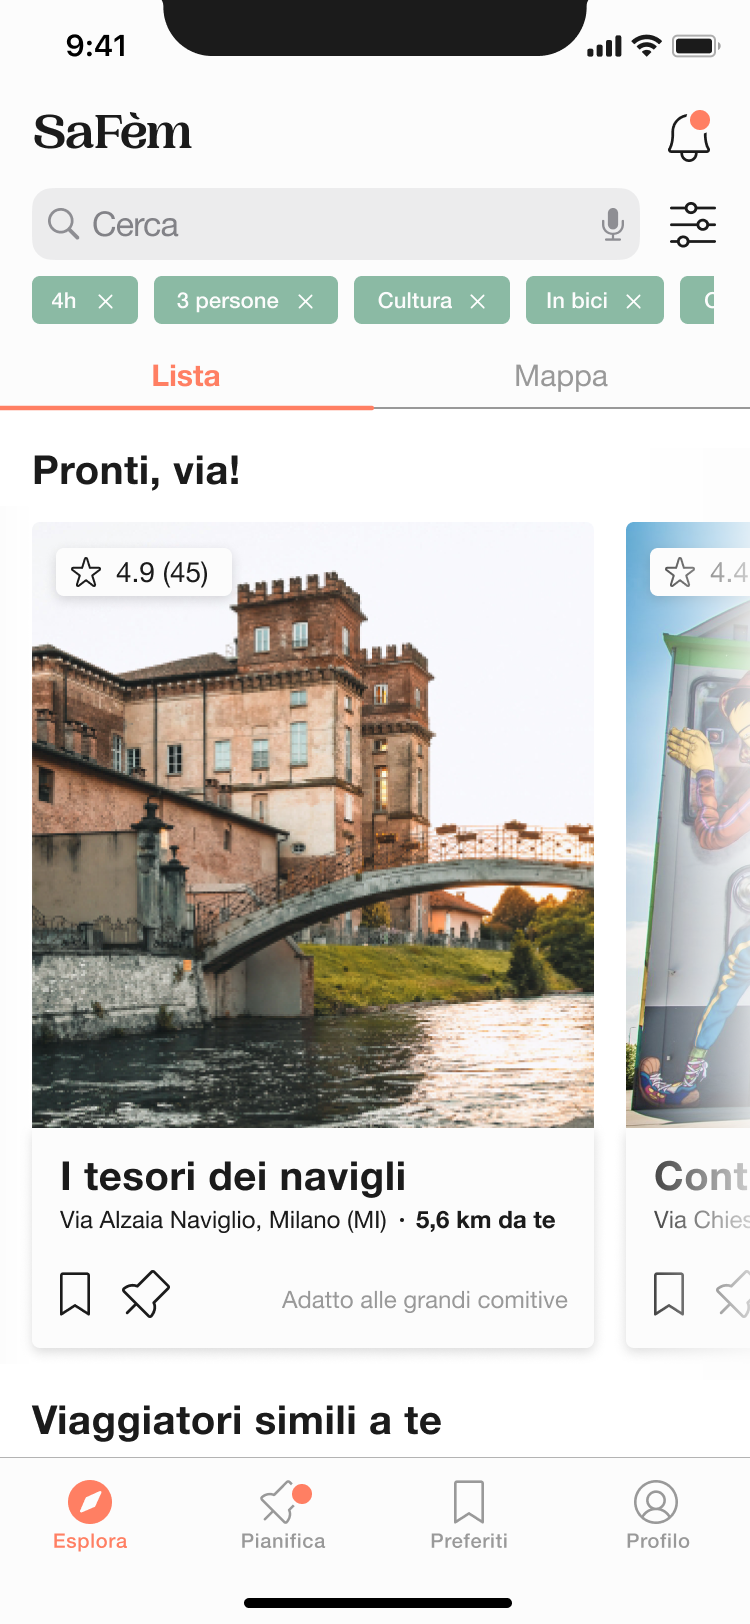 9:41
SaFèm
Cerca
4h 3 persone Cultura In bici
Lista Mappa
Pronti, via!
4.9 (45) 4.4
I tesori dei navigli
Via Alzaia Naviglio, Milano (MI) · 5,6 km da te
Adatto alle grandi comitive
Cont
Via Chies
Viaggiatori simili a te
Esplora Pianifica Preferiti Profilo